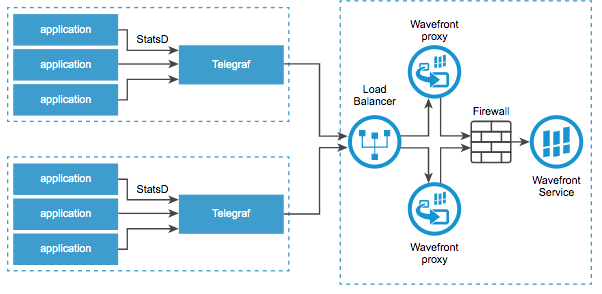 application
StatsD
application
Telegraf
application
application
StatsD
application
Telegraf
application
Load
Balancer
Wavefront
proxy
Firewall
Wavefront
Service
Wavefront
proxy